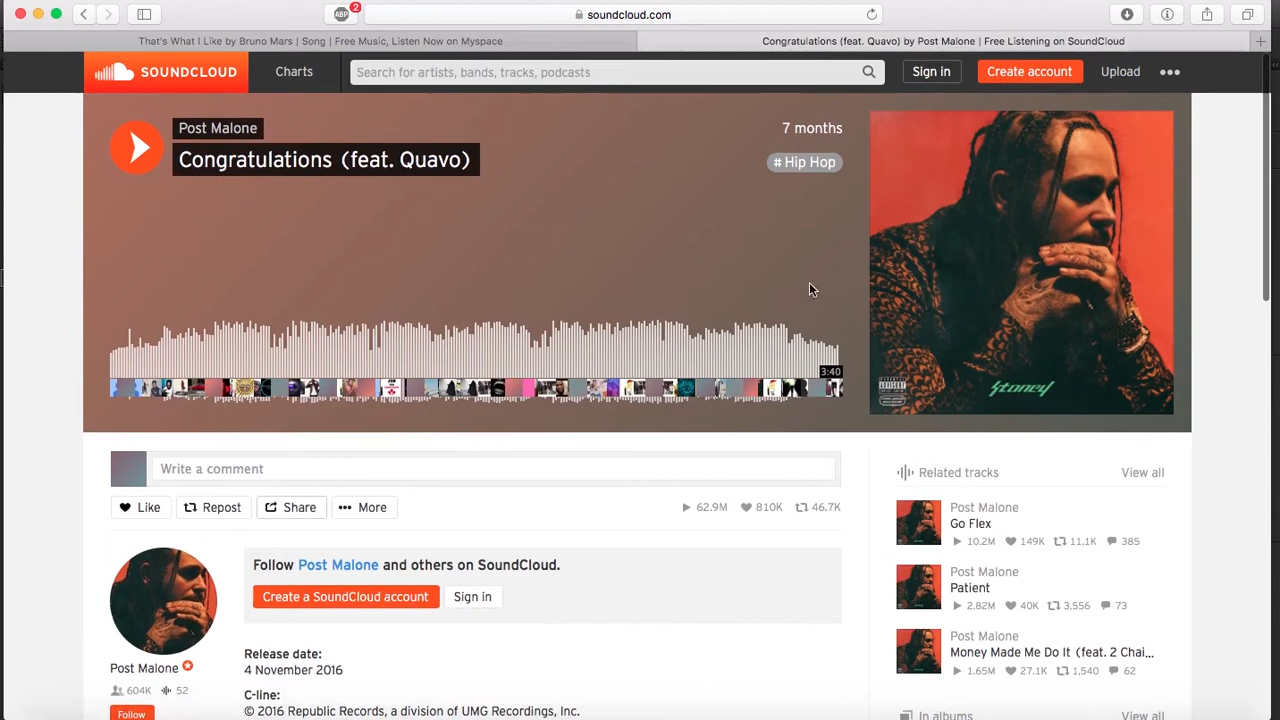 ABP
2
soundcloud.com
That's What I Like by Bruno Mars | Song | Free Music, Listen Now on Myspace
Congratulations (feat. Quavo) by Post Malone | Free Listening on SoundCloud
SOUNDCLOUD
Charts
Search for artists, bands, tracks, podcasts
Sign in
Create account
Upload
Post Malone
7 months
Congratulations (feat. Quavo)
# Hip Hop
3:40
Stoney
Write a comment
Like
Repost
Share
More
62.9M
810K
46.7K
Related tracks
View all
Post Malone
Go Flex
10.2M 149K 11.1K 385
Post Malone
Patient
2.82M 40K 3,556 73
Post Malone
Money Made Me Do It (feat. 2 Chai...
1.65M 27.1K 1,540 62
Follow Post Malone and others on SoundCloud.
Create a SoundCloud account
Sign in
Post Malone
604K 52
Follow
Release date:
4 November 2016
C-line:
© 2016 Republic Records, a division of UMG Recordings, Inc.
In albums
View all